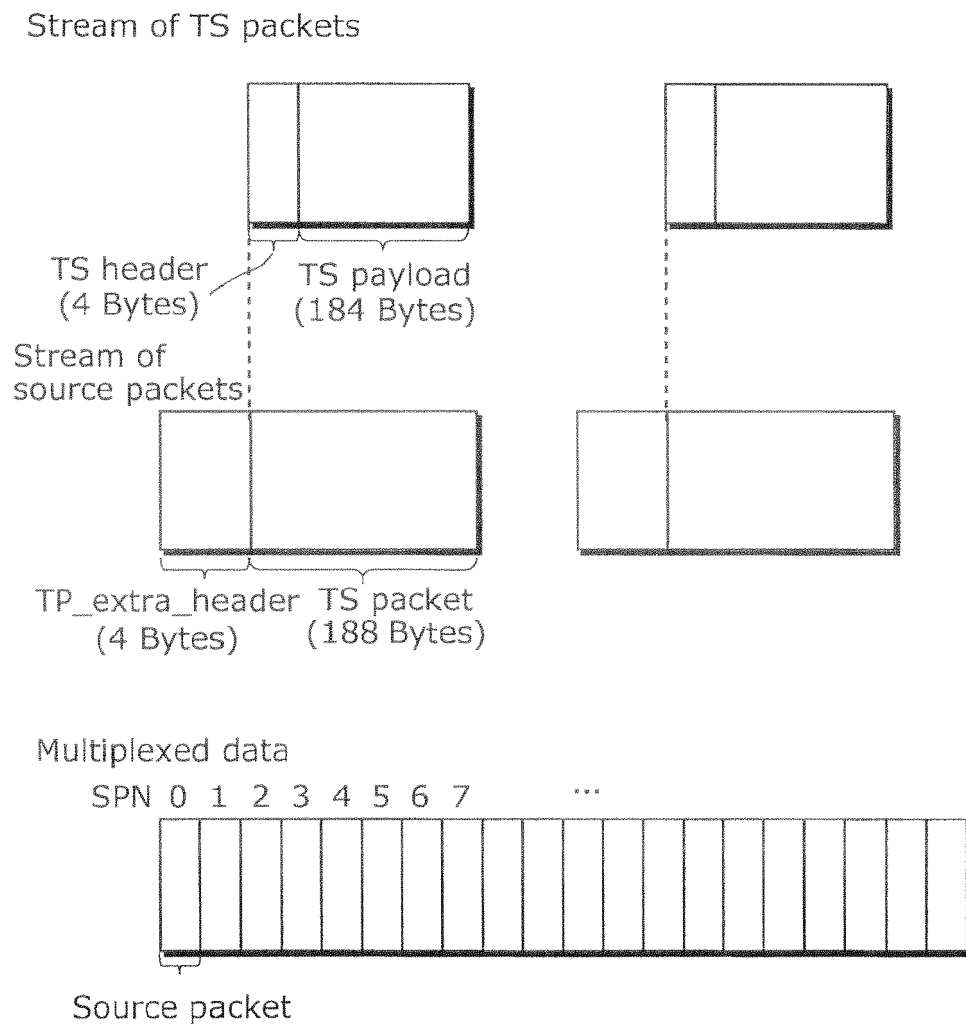 Stream of TS packets
TS header
(4 Bytes)
TS payload
(184 Bytes)
Stream of
source packets
TP_extra_header
(4 Bytes)
TS packet
(188 Bytes)
Multiplexed data
SPN 0 1 2 3 4 5 6 7 ...
Source packet